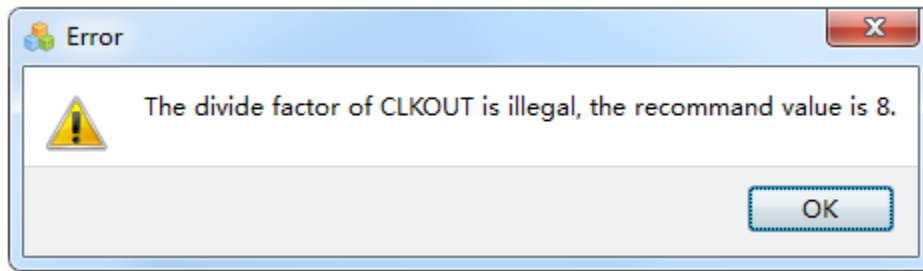 Error
The divide factor of CLKOUT is illegal, the recommand value is 8.
OK